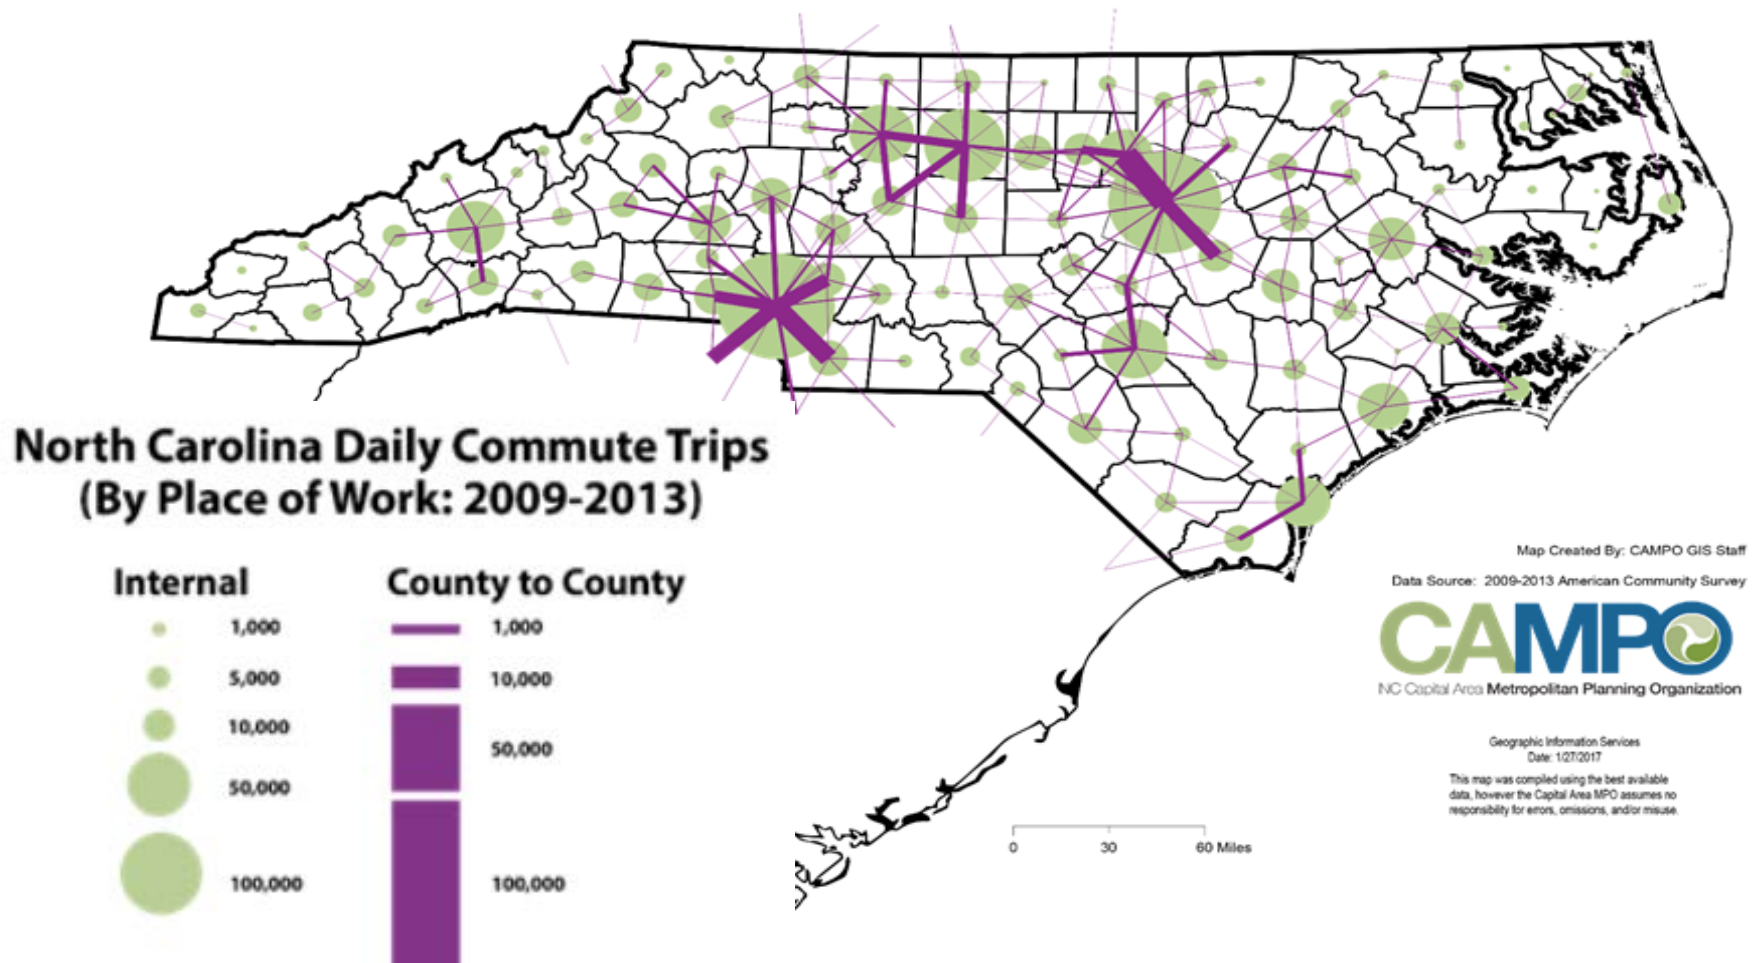 North Carolina Daily Commute Trips
(By Place of Work: 2009-2013)
Internal
1,000
5,000
10,000
50,000
100,000
County to County
1,000
10,000
50,000
100,000
Map Created By: CAMPO GIS Staff
Data Source: 2009-2013 American Community Survey
CAMPO
NC Capital Area Metropolitan Planning Organization
Geographic Information Services
Date: 1/27/2017
This map was compiled using the best available
data, however the Capital Area MPO assumes no
responsibility for errors, omissions, and/or misuse.
0 30 60 Miles